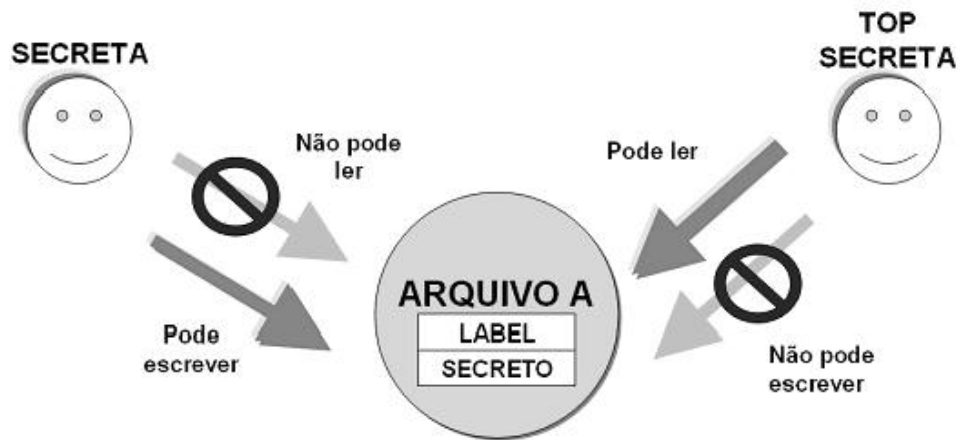 SECRETA
TOP
SECRETA
Não pode
ler
Pode ler
ARQUIVO A
LABEL
SECRETO
Pode
escrever
Não pode
escrever